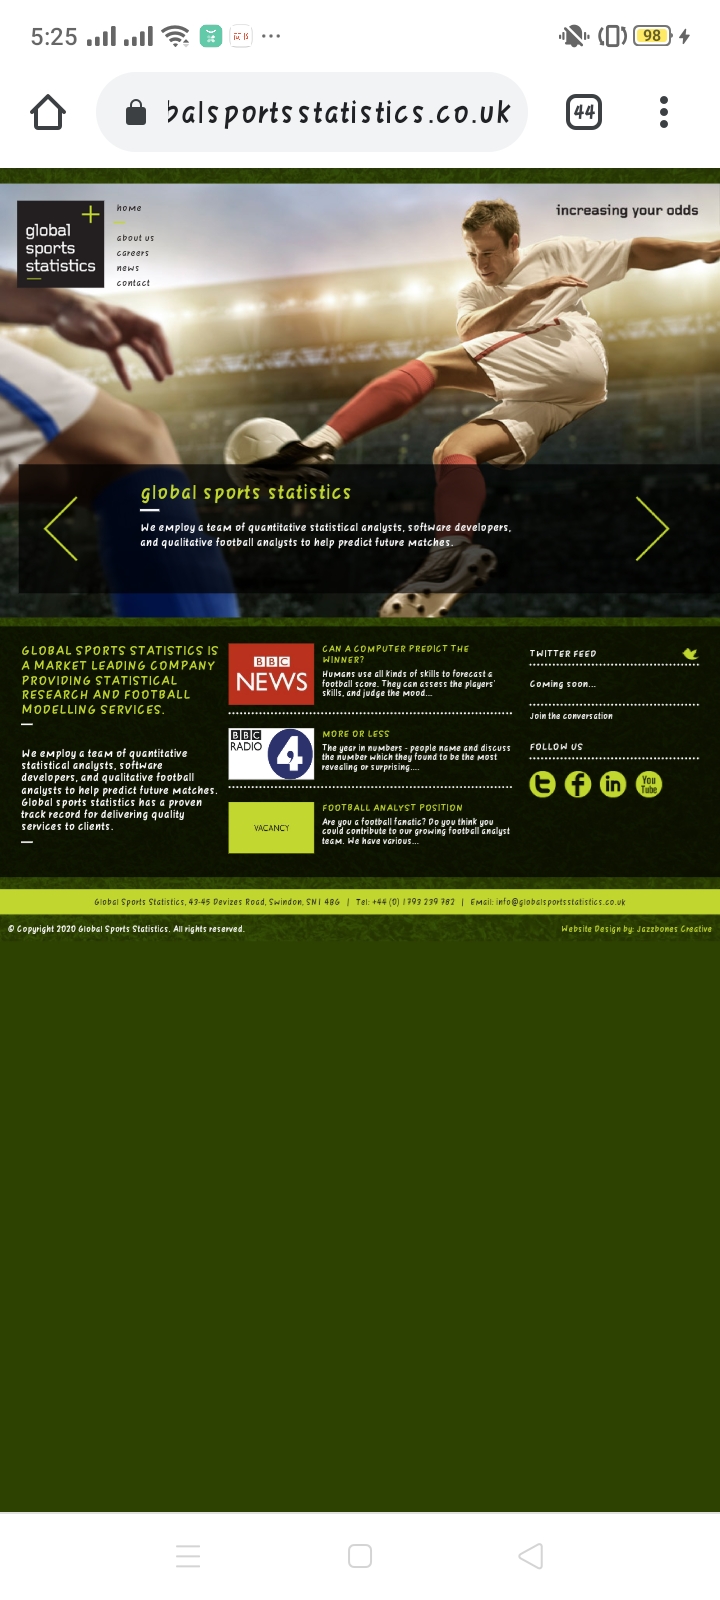 5:25
98
balsportsstatistics.co.uk
44
global
sports
statistics
home
about us
careers
news
contact
increasing your odds
global sports statistics
We employ a team of quantitative statistical analysts, software developers,
and qualitative football analysts to help predict future matches.
GLOBAL SPORTS STATISTICS IS
A MARKET LEADING COMPANY
PROVIDING STATISTICAL
RESEARCH AND FOOTBALL
MODELLING SERVICES.
We employ a team of quantitative
statistical analysts, software
developers, and qualitative football
analysts to help predict future matches.
Global sports statistics has a proven
track record for delivering quality
services to clients.
BBC
NEWS
CAN A COMPUTER PREDICT THE
WINNER?
Humans use all kinds of skills to forecast a
football score. They can assess the players'
skills, and judge the mood...
BBC
RADIO
4
MORE OR LESS
The year in numbers - people name and discuss
the number which they found to be the most
revealing or surprising....
VACANCY
FOOTBALL ANALYST POSITION
Are you a football fanatic? Do you think you
could contribute to our growing football analyst
team. We have various...
TWITTER FEED
Coming soon...
Join the conversation
FOLLOW US
You
Tube
Global Sports Statistics, 43-45 Devizes Road, Swindon, SN1 4BG | Tel: +44 (0) 1793 239 782 | Email: info@globalsportsstatistics.co.uk
© Copyright 2020 Global Sports Statistics. All rights reserved.
Website Design by: Jazzbones Creative